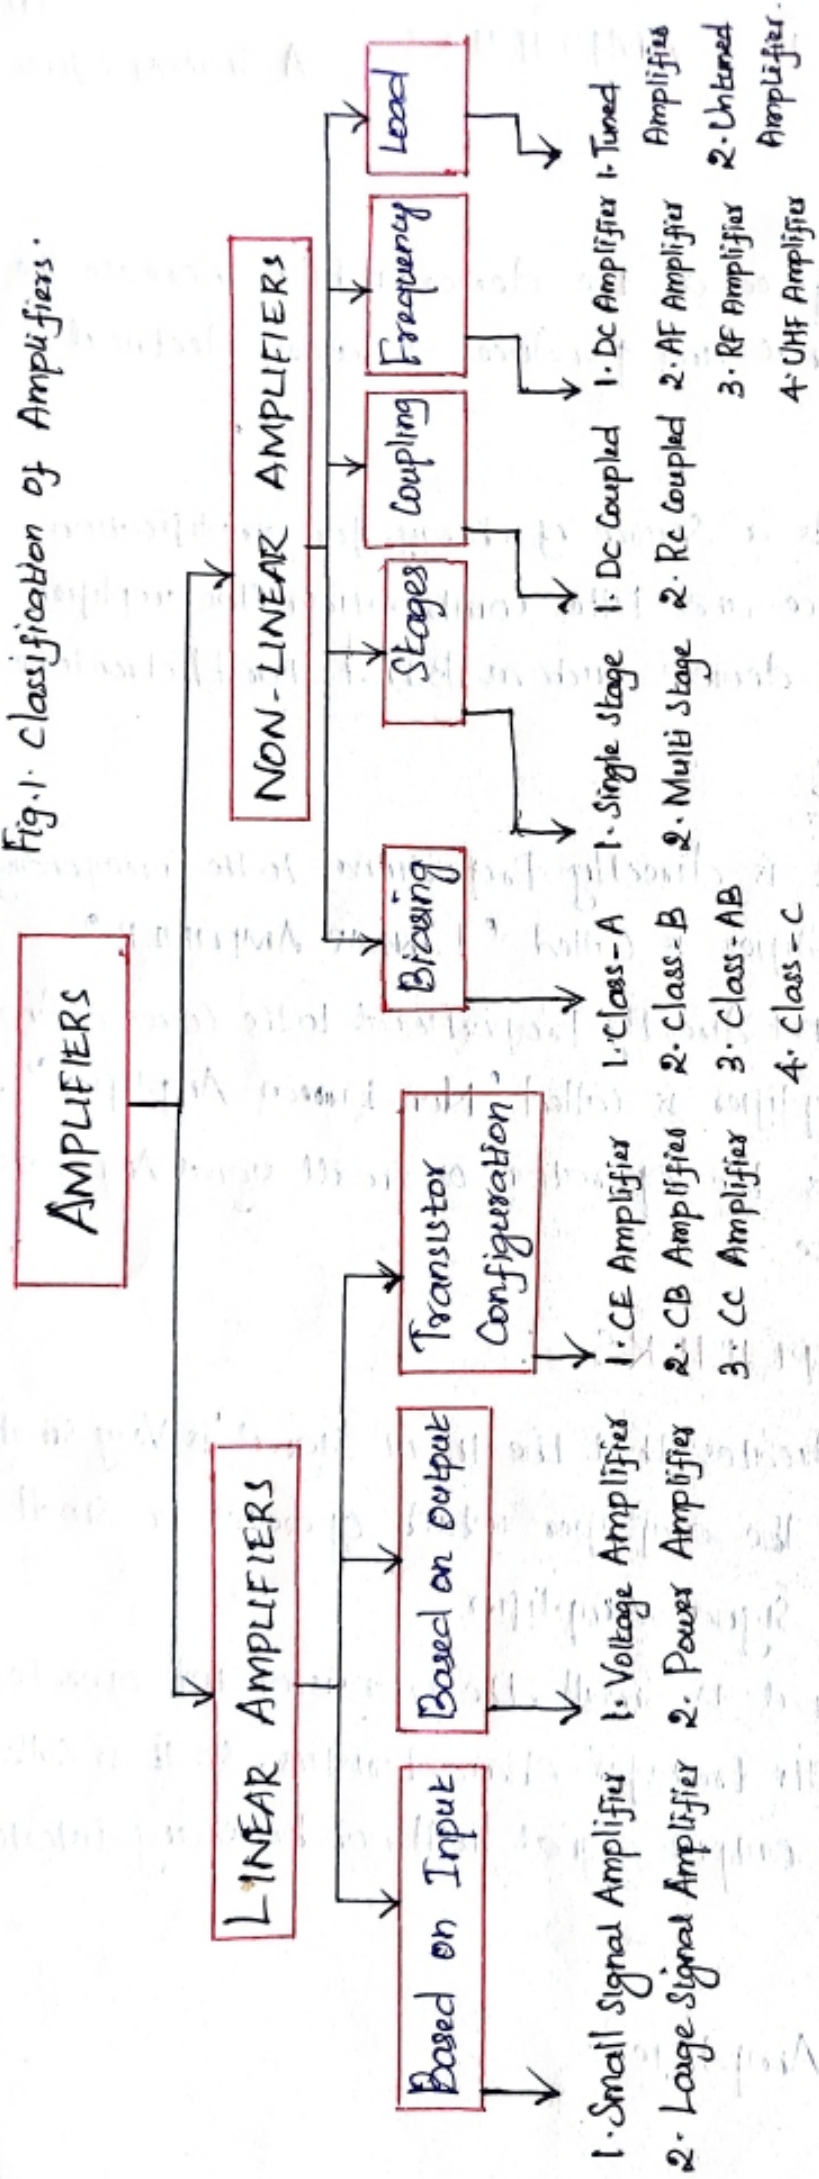 Fig.1. Classification of Amplifiers.
AMPLIFIERS
LINEAR AMPLIFIERS
Based on Input
1. Small Signal Amplifier
2. Large Signal Amplifier
Based on Output
1. Voltage Amplifier
2. Power Amplifier
Transistor
Configuration
1. CE Amplifier
2. CB Amplifier
3. CC Amplifier
NON-LINEAR AMPLIFIERS
Biasing
1. Class-A
2. Class-B
3. Class-AB
4. Class-C
Stages
1. Single Stage
2. Multi Stage
Coupling
1. DC Coupled
2. RC Coupled
Frequency
1. DC Amplifier
2. AF Amplifier
3. RF Amplifier
4. UHF Amplifier
Load
1. Tuned
Amplifier
2. Untuned
Amplifier.